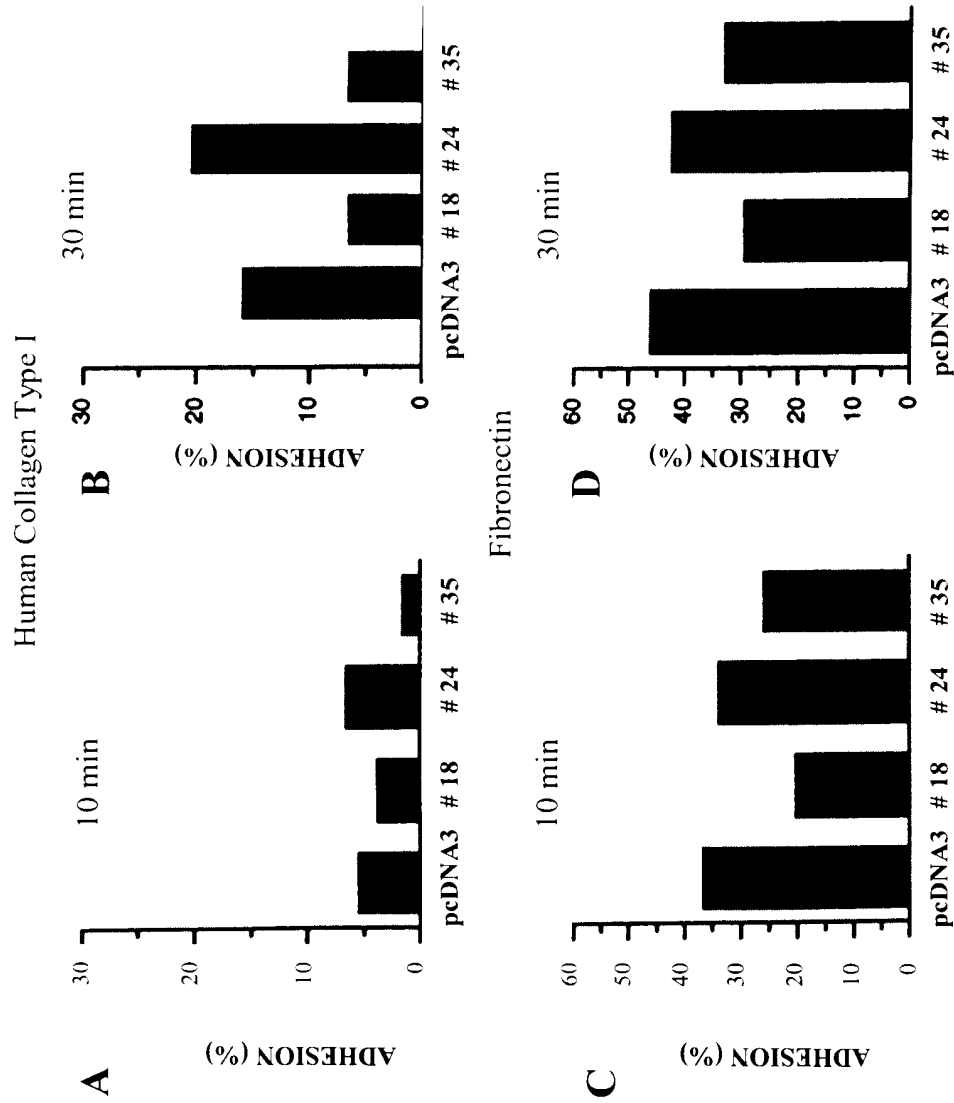 Human Collagen Type I
A
10 min
ADHESION (%)
30
20
10
0
pcDNA3 # 18 # 24 # 35
B
30 min
ADHESION (%)
30
20
10
0
pcDNA3 # 18 # 24 # 35
Fibronectin
C
10 min
ADHESION (%)
60
50
40
30
20
10
0
pcDNA3 # 18 # 24 # 35
D
30 min
ADHESION (%)
60
50
40
30
20
10
0
pcDNA3 # 18 # 24 # 35